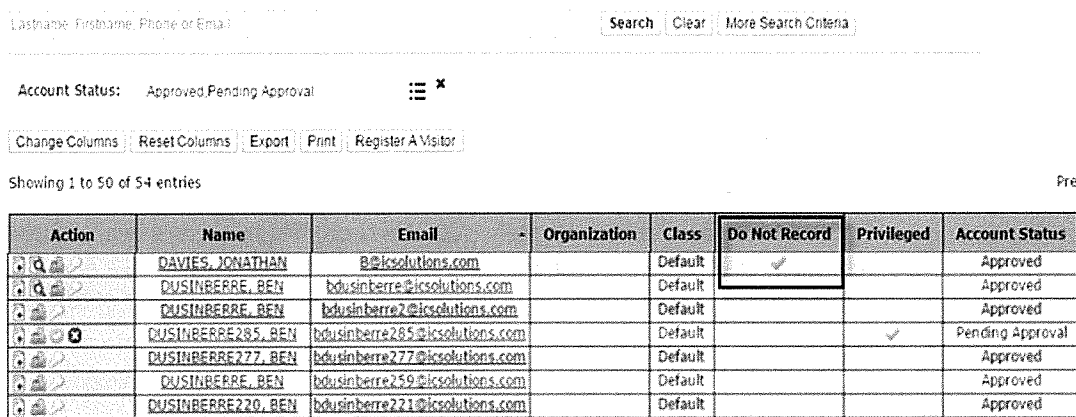 Lastname, Firstname, Phone or Email Search Clear More Search Criteria
Account Status: Approved,Pending Approval
Change Columns Reset Columns Export Print Register A Visitor
Showing 1 to 50 of 54 entries Pre
Action Name Email Organization Class Do Not Record Privileged Account Status
DAVIES, JONATHAN B@icsolutions.com Default Approved
DUSINBERRE, BEN bdusinberre@icsolutions.com Default Approved
DUSINBERRE, BEN bdusinberre2@icsolutions.com Default Approved
DUSINBERRE285, BEN bdusinberre285@icsolutions.com Default Pending Approval
DUSINBERRE277, BEN bdusinberre277@icsolutions.com Default Approved
DUSINBERRE, BEN bdusinberre259@icsolutions.com Default Approved
DUSINBERRE220, BEN bdusinberre221@icsolutions.com Default Approved